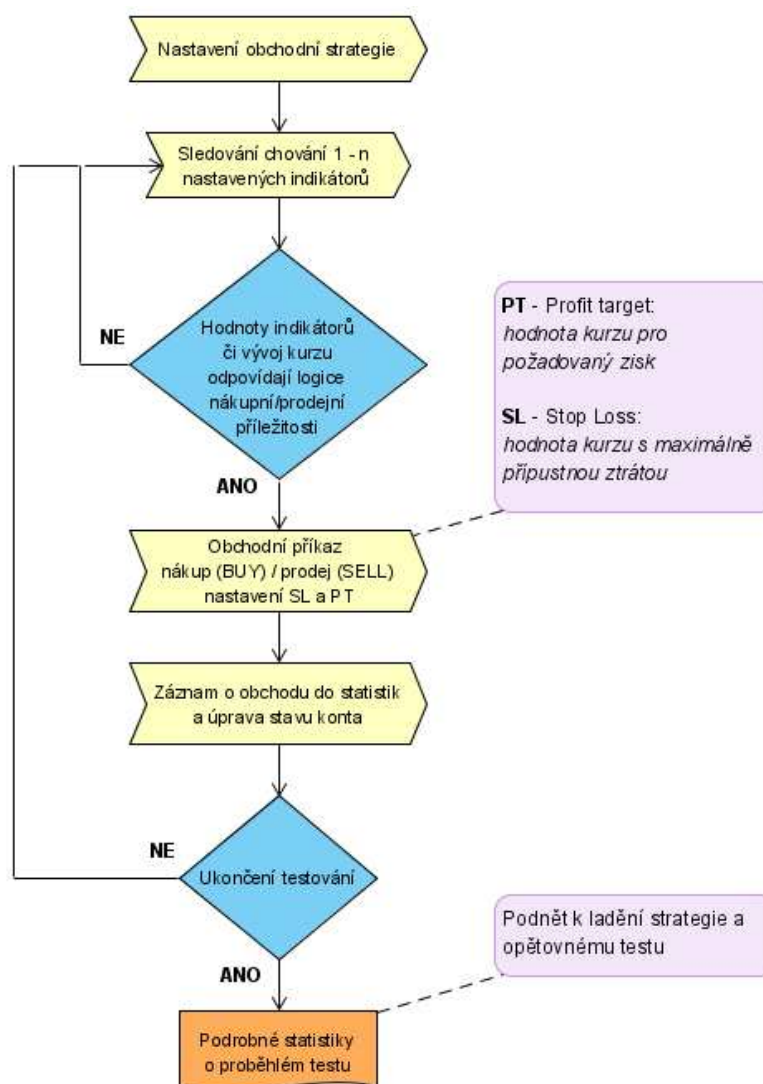 Nastavení obchodní strategie
Sledování chování 1 - n
nastavených indikátorů
NE
Hodnoty indikátorů
či vývoj kurzu
odpovídají logice
nákupní/prodejní
příležitosti
PT - Profit target:
hodnota kurzu pro
požadovaný zisk
SL - Stop Loss:
hodnota kurzu s maximálně
přípustnou ztrátou
ANO
Obchodní příkaz
nákup (BUY) / prodej (SELL)
nastavení SL a PT
Záznam o obchodu do statistik
a úprava stavu konta
NE
Ukončení testování
Podnět k ladění strategie a
opětovnému testu
ANO
Podrobné statistiky
o proběhlém testu